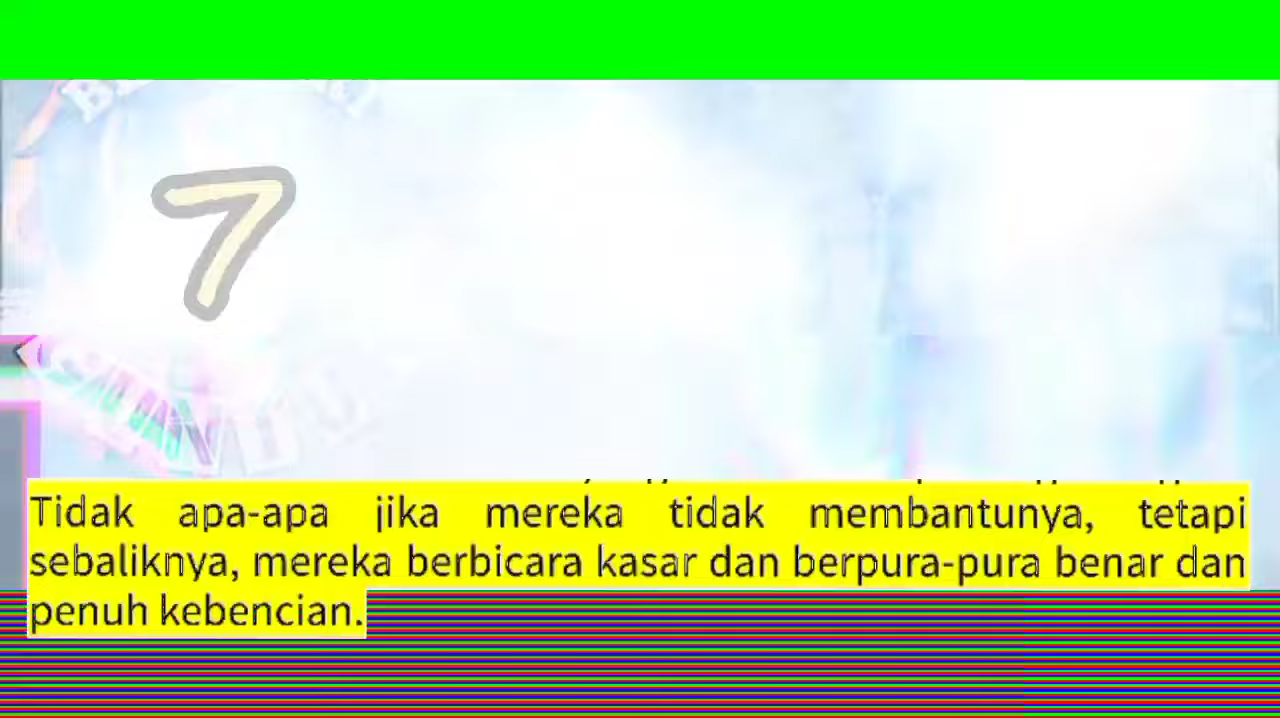 7
Tidak apa-apa jika mereka tidak membantunya, tetapi
sebaliknya, mereka berbicara kasar dan berpura-pura benar dan
penuh kebencian.